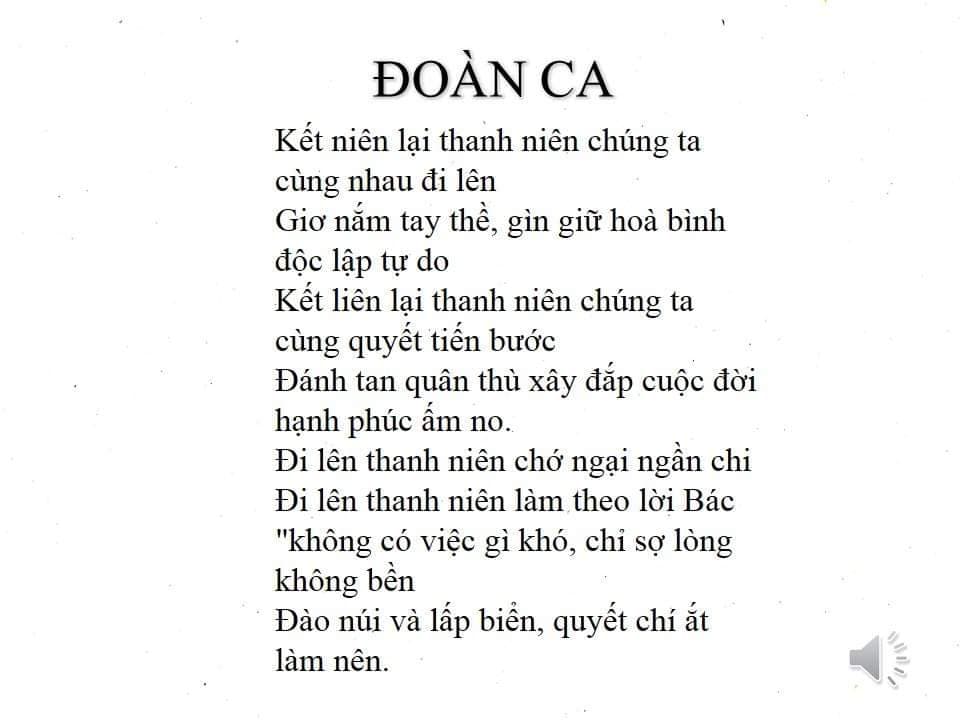 ĐOÀN CA
Kết niên lại thanh niên chúng ta
cùng nhau đi lên
Giơ nắm tay thề, gìn giữ hoà bình
độc lập tự do
Kết liên lại thanh niên chúng ta
cùng quyết tiến bước
Đánh tan quân thù xây đắp cuộc đời
hạnh phúc ấm no.
Đi lên thanh niên chớ ngại ngần chi
Đi lên thanh niên làm theo lời Bác
"không có việc gì khó, chỉ sợ lòng
không bền
Đào núi và lấp biển, quyết chí ắt
làm nên.